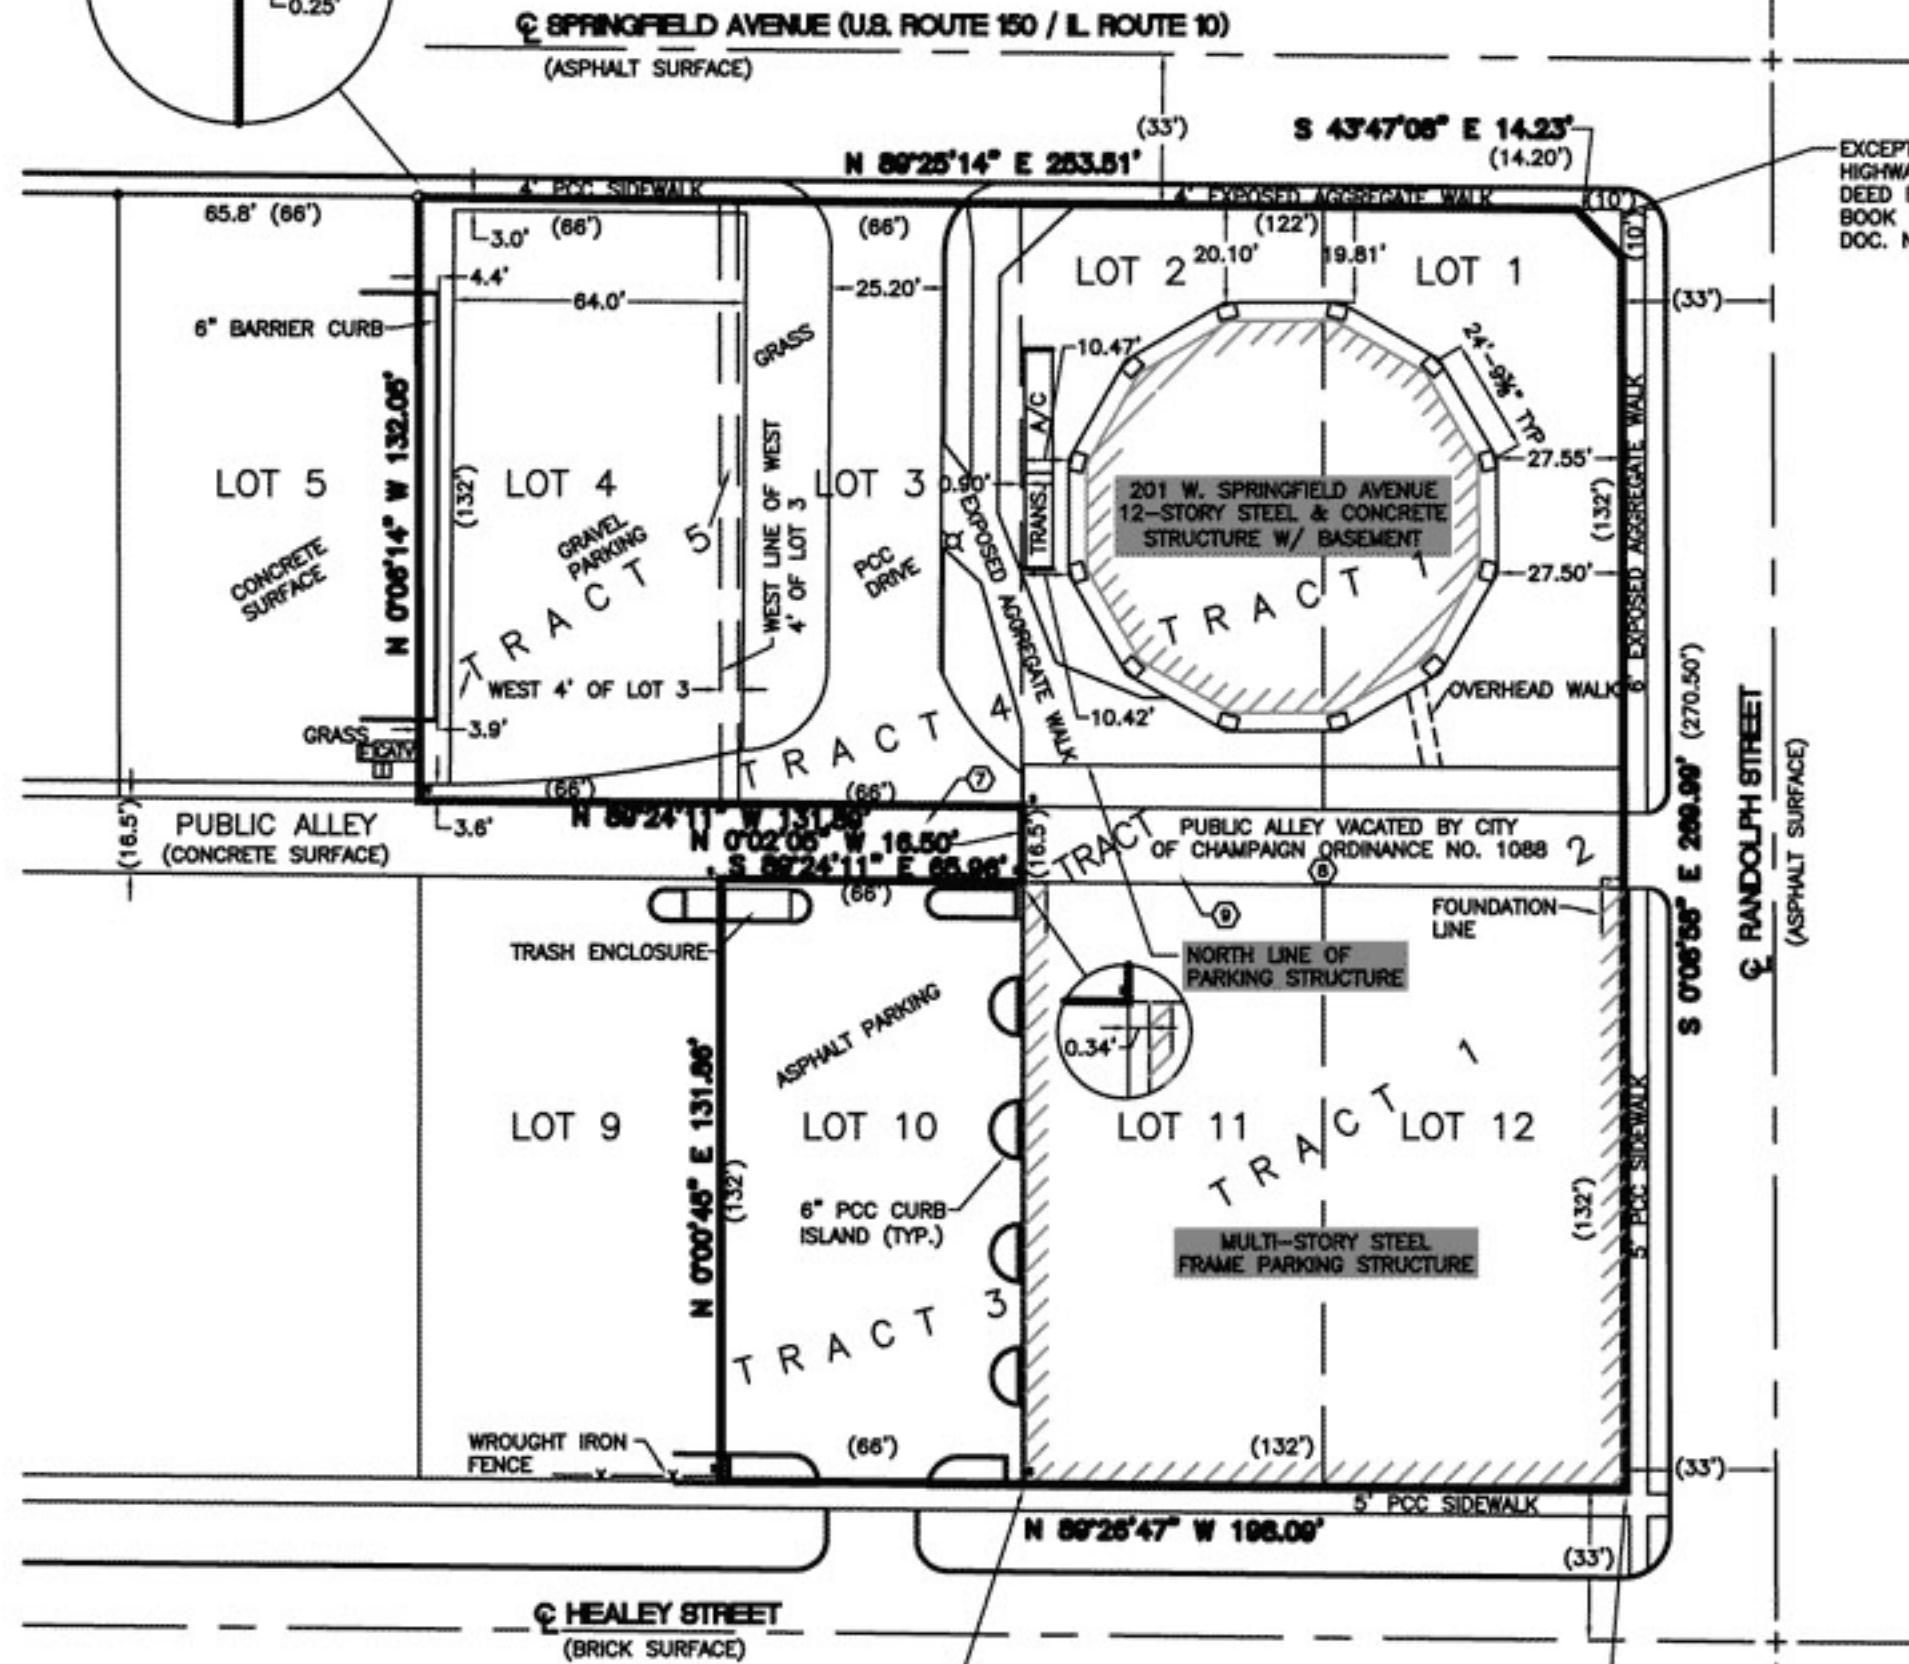 0.25'
℄ SPRINGFIELD AVENUE (U.S. ROUTE 150 / IL ROUTE 10)
(ASPHALT SURFACE)
(33')
S 43°47'08" E 14.23'
(14.20')
N 89°25'14" E 253.51'
EXCEPT
HIGHWA
DEED
BOOK
DOC.
4' PCC SIDEWALK
4' EXPOSED AGGREGATE WALK
(10')
(10')
65.8' (66')
3.0'
(66')
(66')
(122')
20.10'
19.81'
LOT 2
LOT 1
4.4'
64.0'
25.20'
(33')
6" BARRIER CURB
GRASS
10.47'
24'-9⅜" TYP
A/C
N 0°06'14" W 132.05'
(132')
LOT 5
LOT 4
LOT 3
0.90'
27.55'
(132')
6' EXPOSED AGGREGATE WALK
WEST LINE OF WEST
4' OF LOT 3
TRANS.
201 W. SPRINGFIELD AVENUE
12-STORY STEEL & CONCRETE
STRUCTURE W/ BASEMENT
CONCRETE
SURFACE
GRAVEL
PARKING
TRACT 5
PCC
DRIVE
EXPOSED AGGREGATE WALK
TRACT 1
27.50'
WEST 4' OF LOT 3
OVERHEAD WALK
10.42'
GRASS
3.9'
TRACT 4
(270.50')
S 0°05'58" E 269.99'
℄ RANDOLPH STREET
(ASPHALT SURFACE)
7
(66')
(66')
(16.5')
PUBLIC ALLEY
(CONCRETE SURFACE)
3.6'
N 89°24'11" W 131.89'
N 0°02'05" W 16.50'
S 89°24'11" E 65.96'
(16.5')
TRACT 2
PUBLIC ALLEY VACATED BY CITY
OF CHAMPAIGN ORDINANCE NO. 1088
8
(66')
9
FOUNDATION
LINE
TRASH ENCLOSURE
NORTH LINE OF
PARKING STRUCTURE
ASPHALT PARKING
0.34'
N 0°00'45" E 131.86'
(132')
LOT 9
LOT 10
LOT 11
LOT 12
TRACT 1
5' PCC SIDEWALK
(132')
6" PCC CURB
ISLAND (TYP.)
MULTI-STORY STEEL
FRAME PARKING STRUCTURE
TRACT 3
WROUGHT IRON
FENCE
(66')
(132')
(33')
5' PCC SIDEWALK
N 89°26'47" W 198.09'
(33')
℄ HEALEY STREET
(BRICK SURFACE)